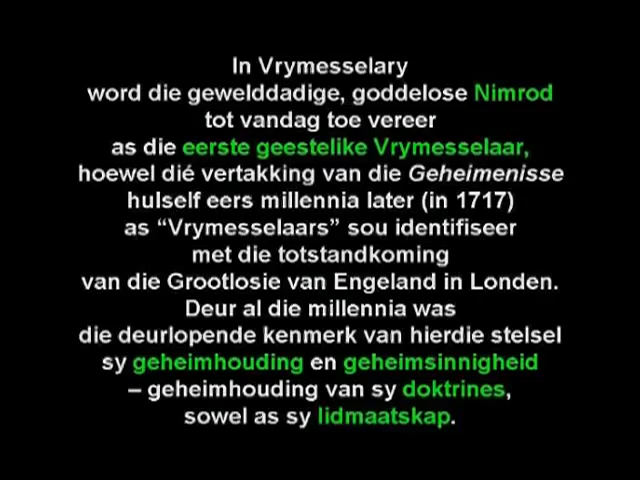 In Vrymesselary
word die gewelddadige, goddelose Nimrod
tot vandag toe vereer
as die eerste geestelike Vrymesselaar,
hoewel dié vertakking van die Geheimenisse
hulself eers millennia later (in 1717)
as “Vrymesselaars” sou identifiseer
met die totstandkoming
van die Grootlosie van Engeland in Londen.
Deur al die millennia was
die deurlopende kenmerk van hierdie stelsel
sy geheimhouding en geheimsinnigheid
– geheimhouding van sy doktrines,
sowel as sy lidmaatskap.